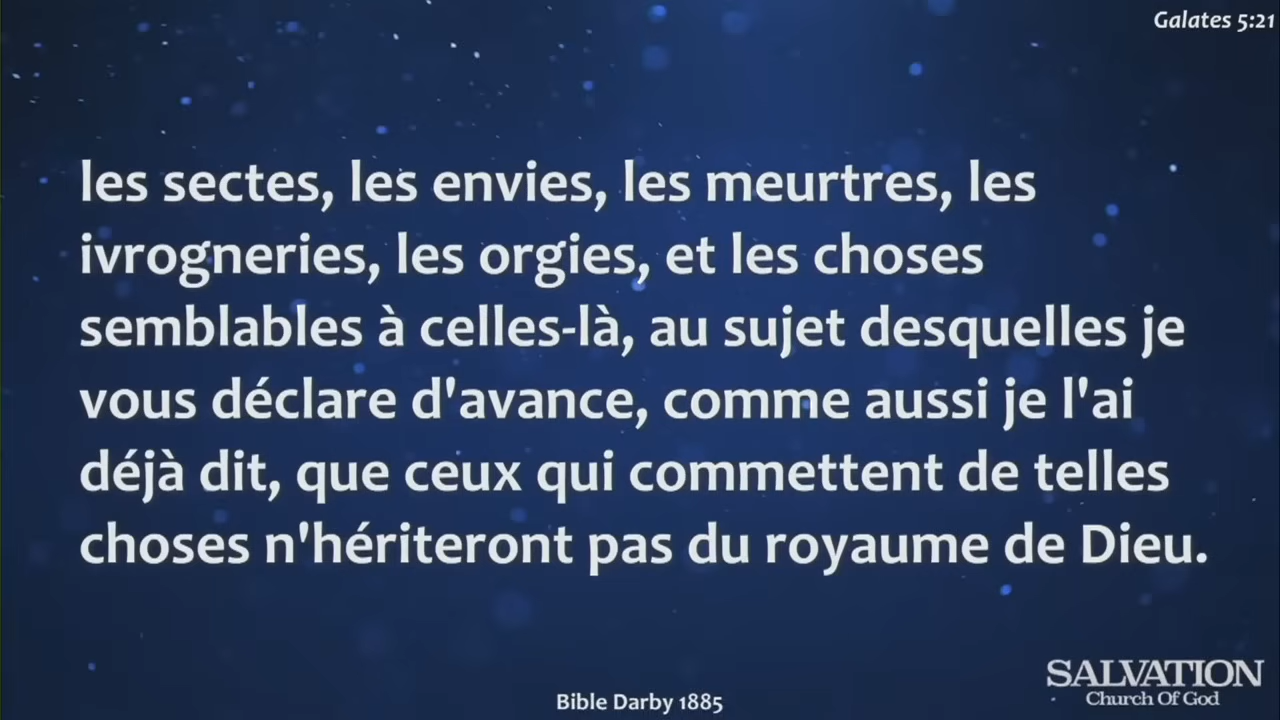 Galates 5:21
les sectes, les envies, les meurtres, les
ivrogneries, les orgies, et les choses
semblables à celles-là, au sujet desquelles je
vous déclare d'avance, comme aussi je l'ai
déjà dit, que ceux qui commettent de telles
choses n'hériteront pas du royaume de Dieu.
SALVATION
Church Of God
Bible Darby 1885